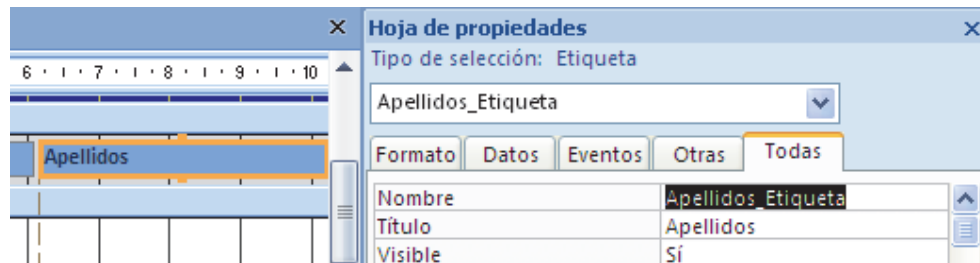 Hoja de propiedades
Tipo de selección: Etiqueta
6 7 8 9 10
Apellidos_Etiqueta
Apellidos
Formato Datos Eventos Otras Todas
Nombre Apellidos_Etiqueta
Título Apellidos
Visible Sí